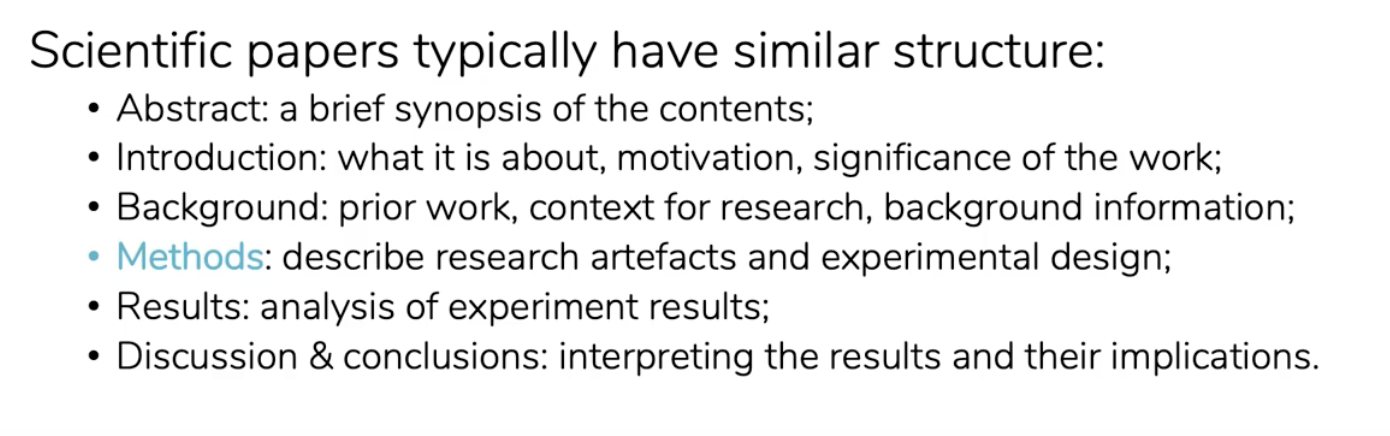 Scientific papers typically have similar structure:
• Abstract: a brief synopsis of the contents;
• Introduction: what it is about, motivation, significance of the work;
• Background: prior work, context for research, background information;
• Methods: describe research artefacts and experimental design;
• Results: analysis of experiment results;
• Discussion & conclusions: interpreting the results and their implications.